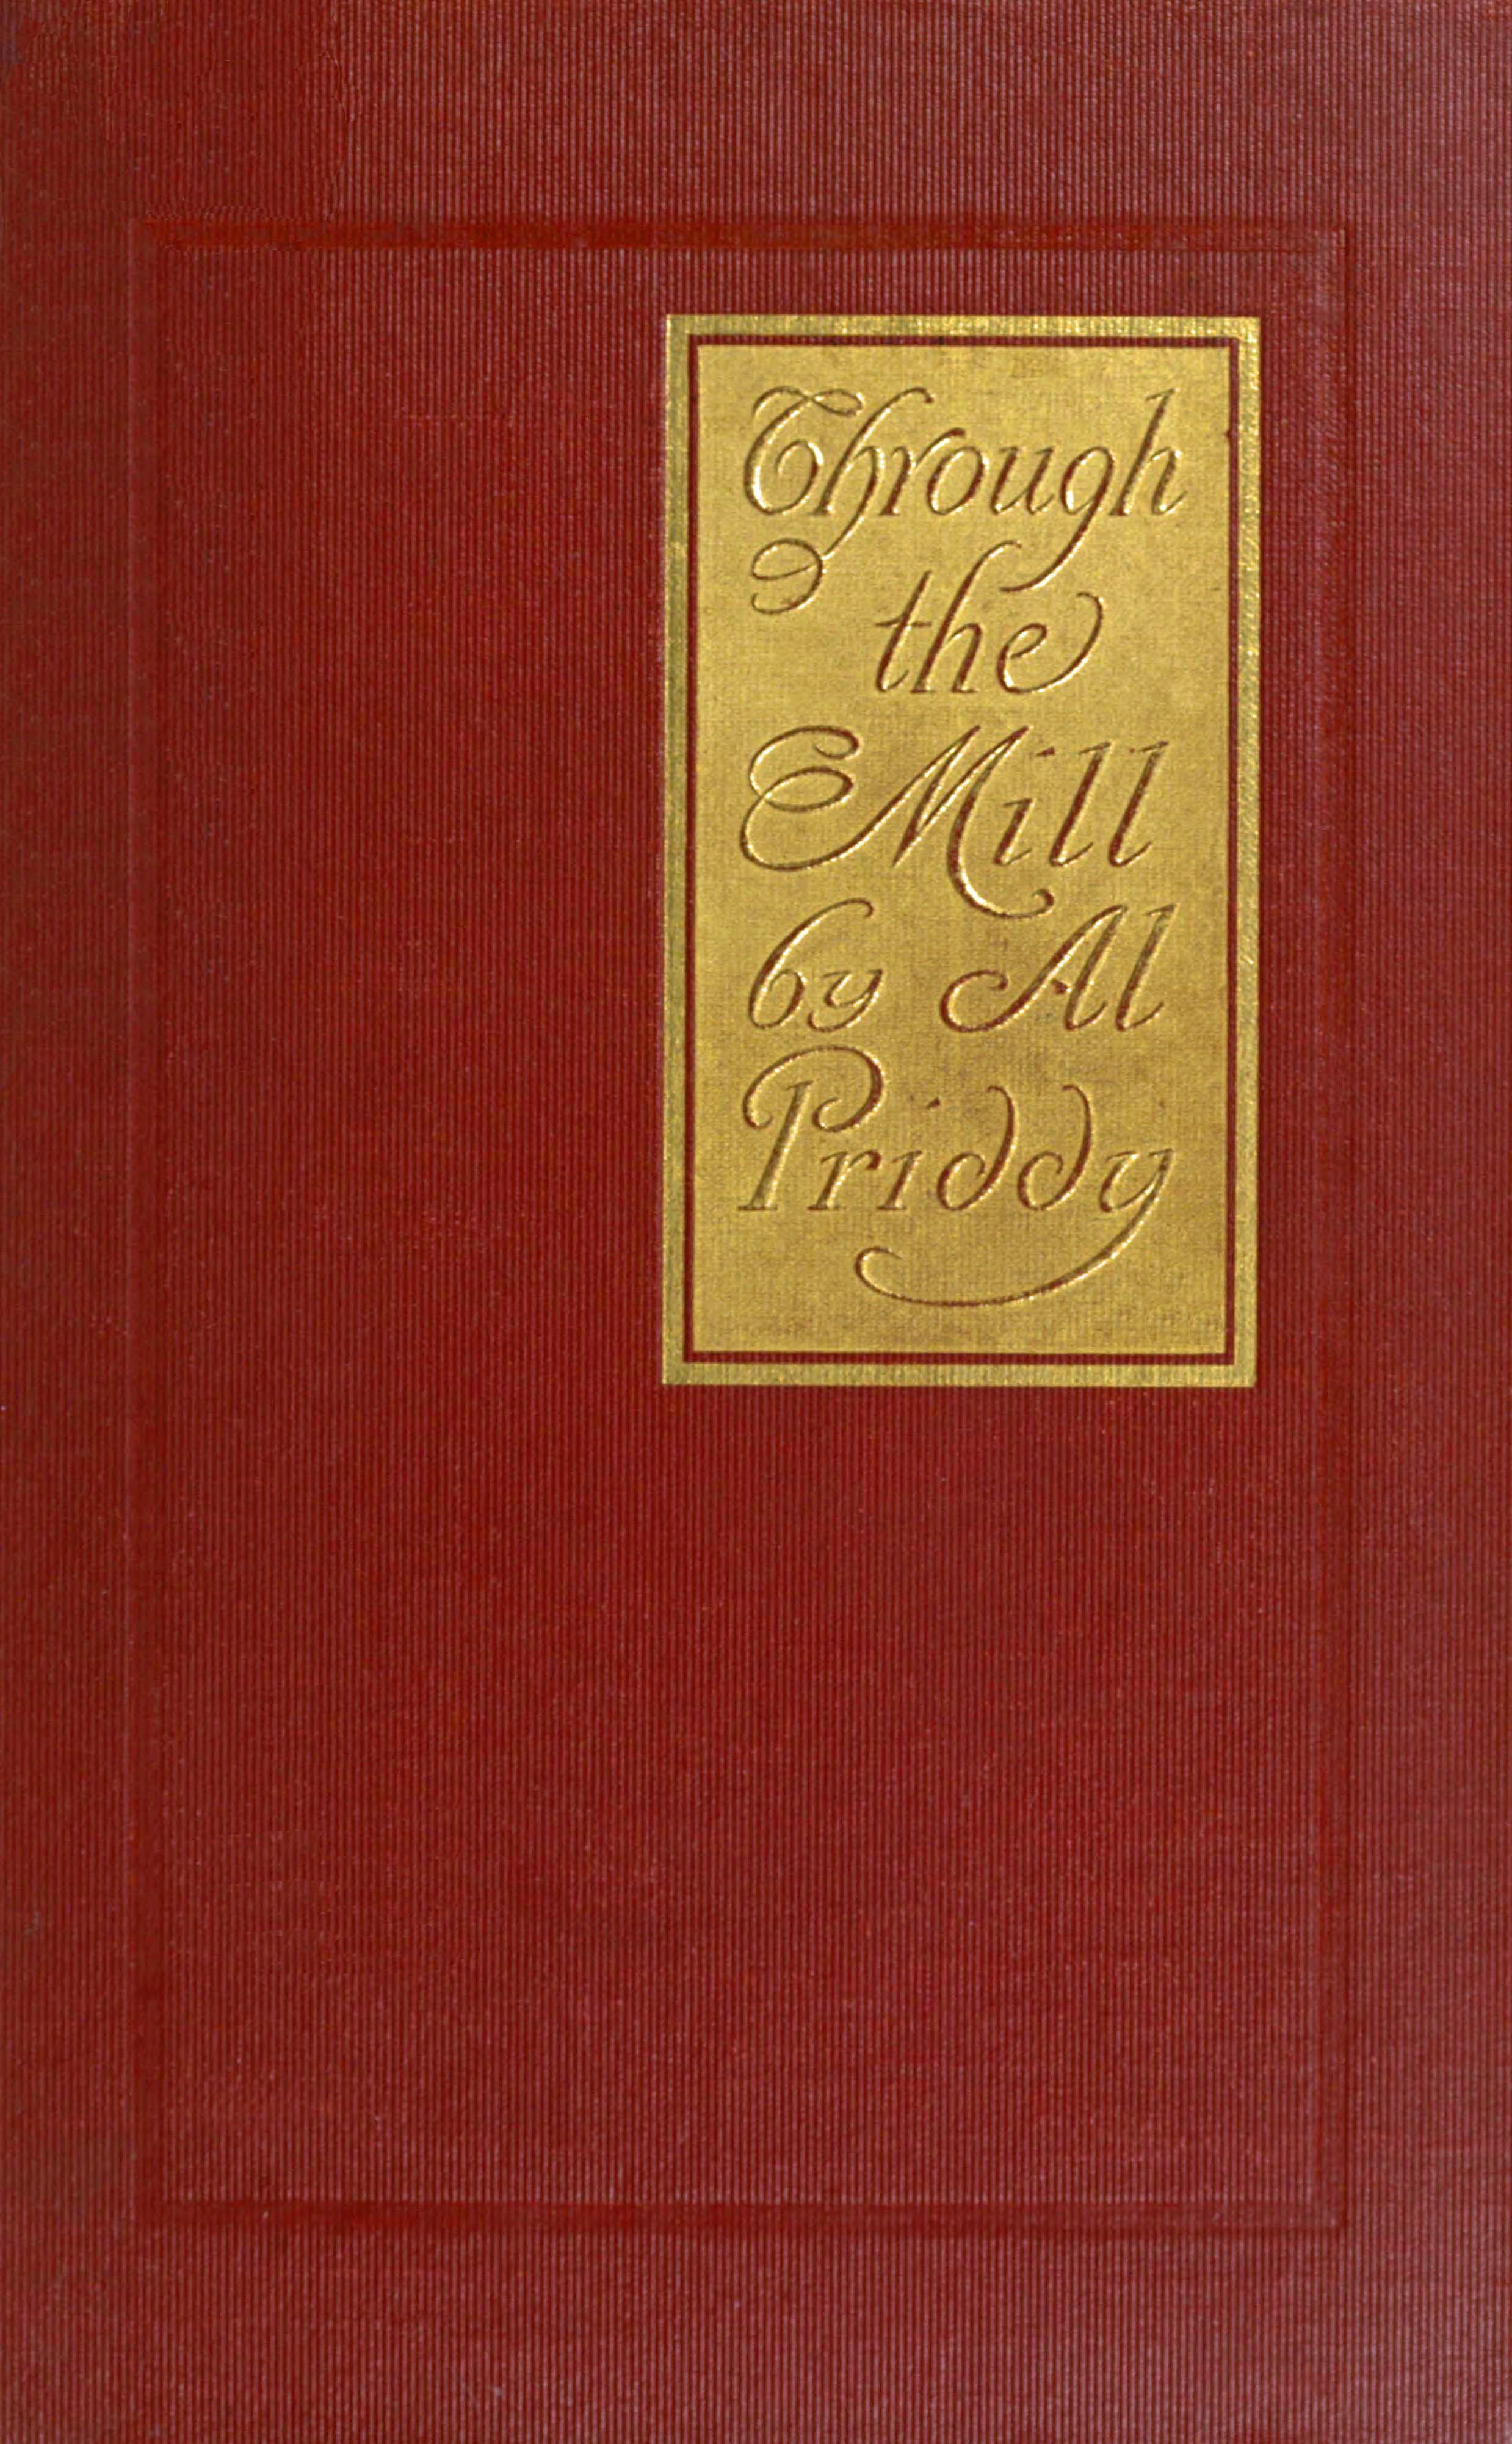 Through
the
Mill
by Al
Priddy